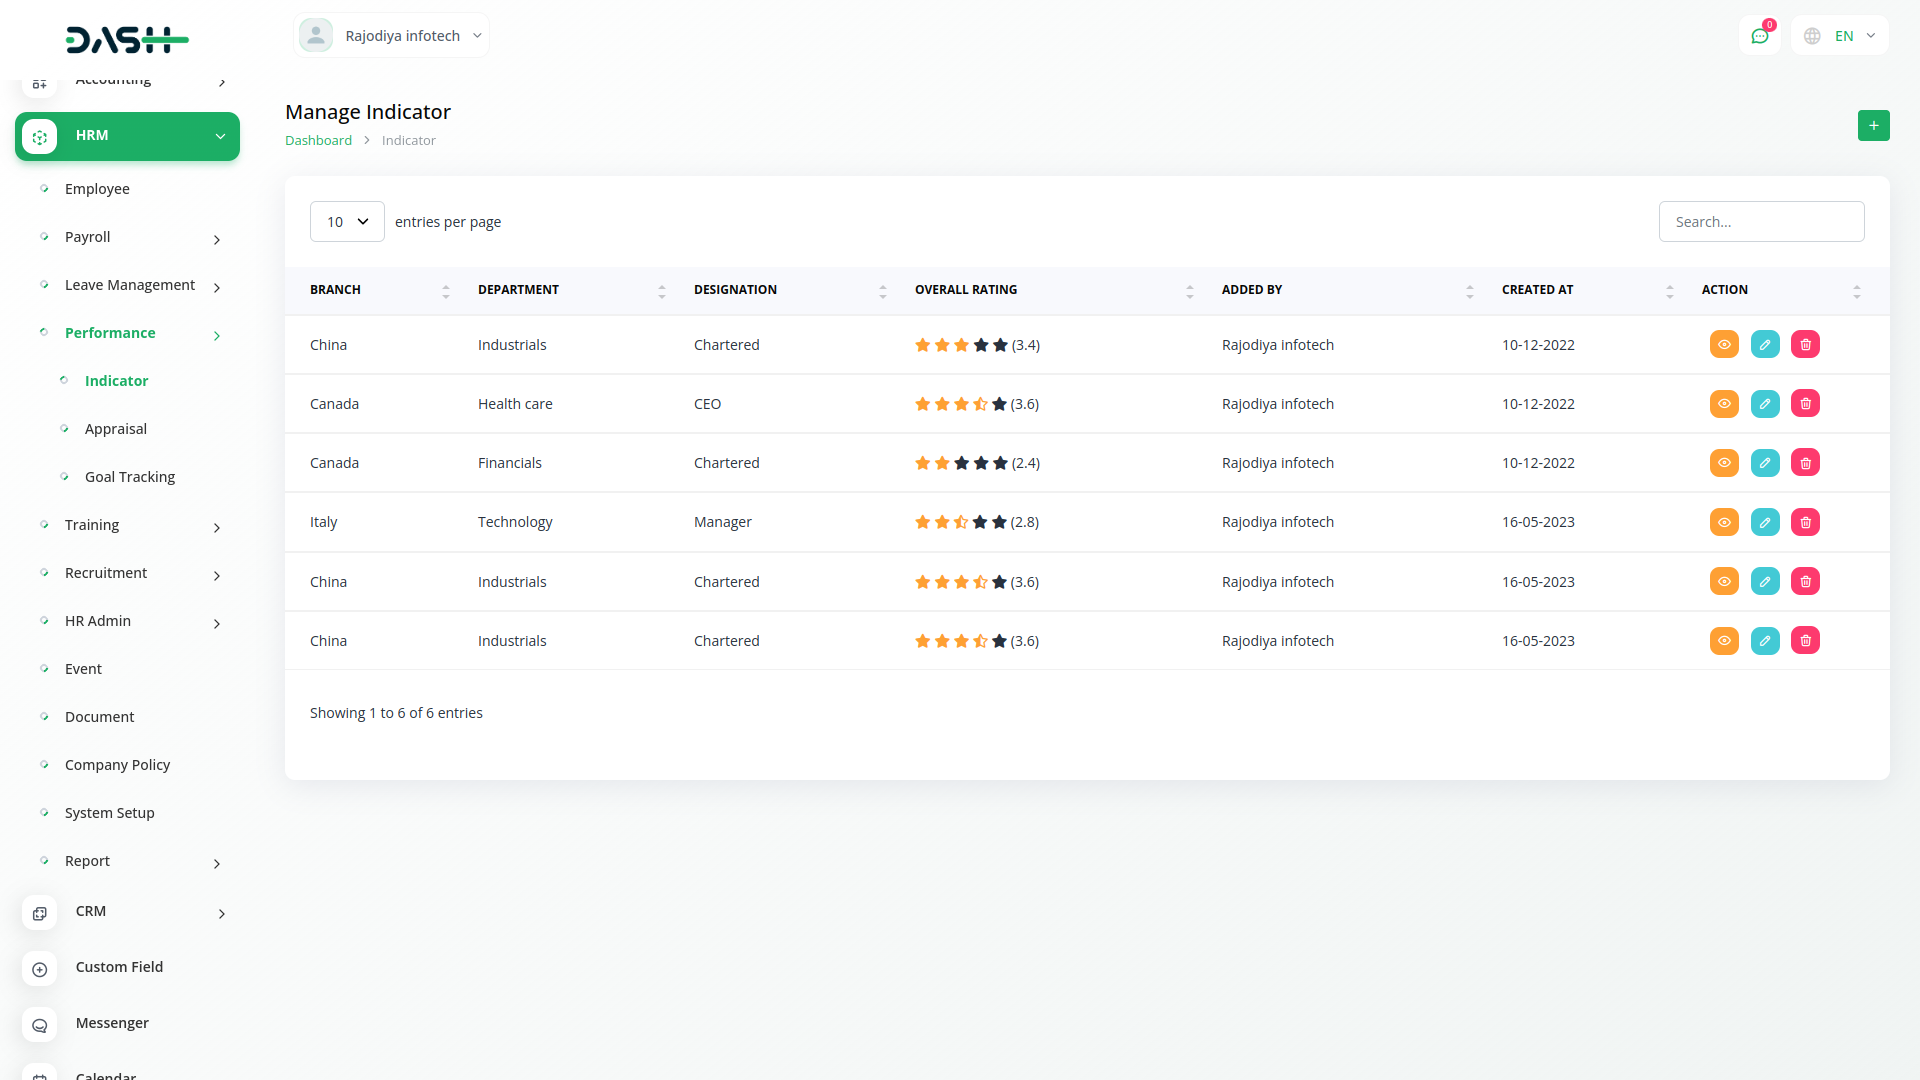 DASH
Rajodiya infotech
0
EN
Accounting
HRM
Employee
Payroll
Leave Management
Performance
Indicator
Appraisal
Goal Tracking
Training
Recruitment
HR Admin
Event
Document
Company Policy
System Setup
Report
CRM
Custom Field
Messenger
Calendar
Manage Indicator
Dashboard > Indicator
+
10 entries per page
Search...
BRANCH DEPARTMENT DESIGNATION OVERALL RATING ADDED BY CREATED AT ACTION
China Industrials Chartered (3.4) Rajodiya infotech 10-12-2022
Canada Health care CEO (3.6) Rajodiya infotech 10-12-2022
Canada Financials Chartered (2.4) Rajodiya infotech 10-12-2022
Italy Technology Manager (2.8) Rajodiya infotech 16-05-2023
China Industrials Chartered (3.6) Rajodiya infotech 16-05-2023
China Industrials Chartered (3.6) Rajodiya infotech 16-05-2023
Showing 1 to 6 of 6 entries